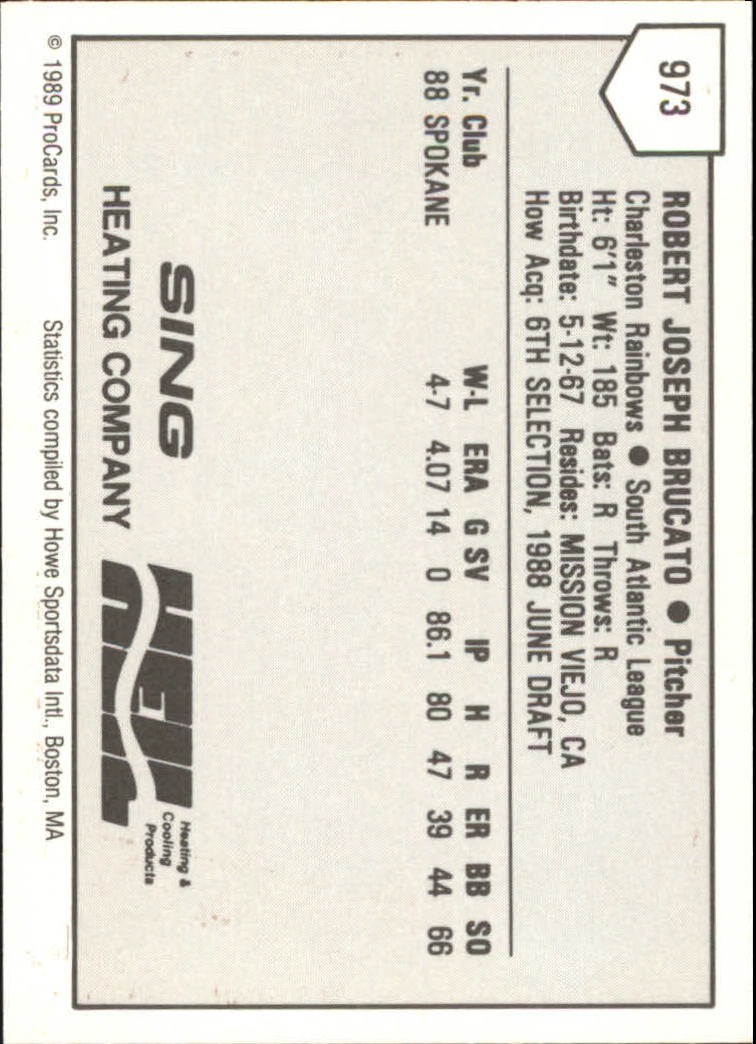 973
ROBERT JOSEPH BRUCATO ● Pitcher
Charleston Rainbows ● South Atlantic League
Ht: 6'1" Wt: 185 Bats: R Throws: R
Birthdate: 5-12-67 Resides: MISSION VIEJO, CA
How Acq: 6TH SELECTION, 1988 JUNE DRAFT
Yr. Club W-L ERA G SV IP H R ER BB SO
88 SPOKANE 4-7 4.07 14 0 86.1 80 47 39 44 66
SING
HEATING COMPANY
HEIL
Heating &
Cooling
Products
© 1989 ProCards, Inc. Statistics compiled by Howe Sportsdata Intl., Boston, MA